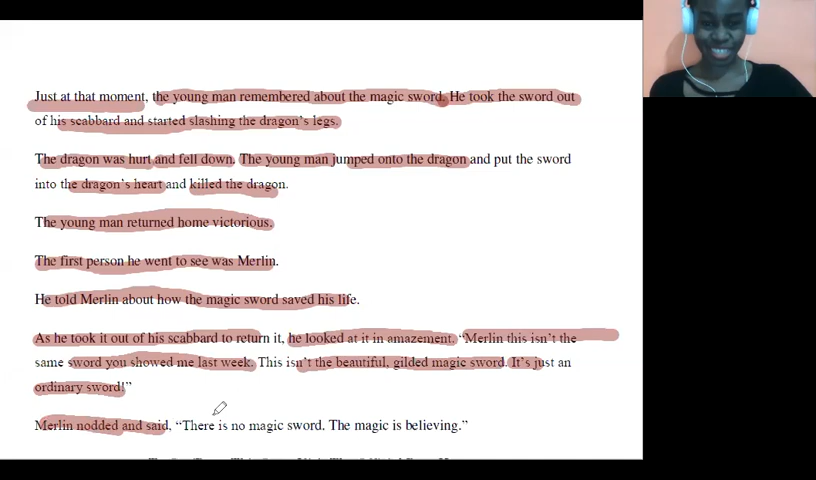 Just at that moment, the young man remembered about the magic sword. He took the sword out
of his scabbard and started slashing the dragon's legs.
The dragon was hurt and fell down. The young man jumped onto the dragon and put the sword
into the dragon's heart and killed the dragon.
The young man returned home victorious.
The first person he went to see was Merlin.
He told Merlin about how the magic sword saved his life.
As he took it out of his scabbard to return it, he looked at it in amazement. “Merlin this isn't the
same sword you showed me last week. This isn't the beautiful, gilded magic sword. It's just an
ordinary sword!”
Merlin nodded and said, “There is no magic sword. The magic is believing.”